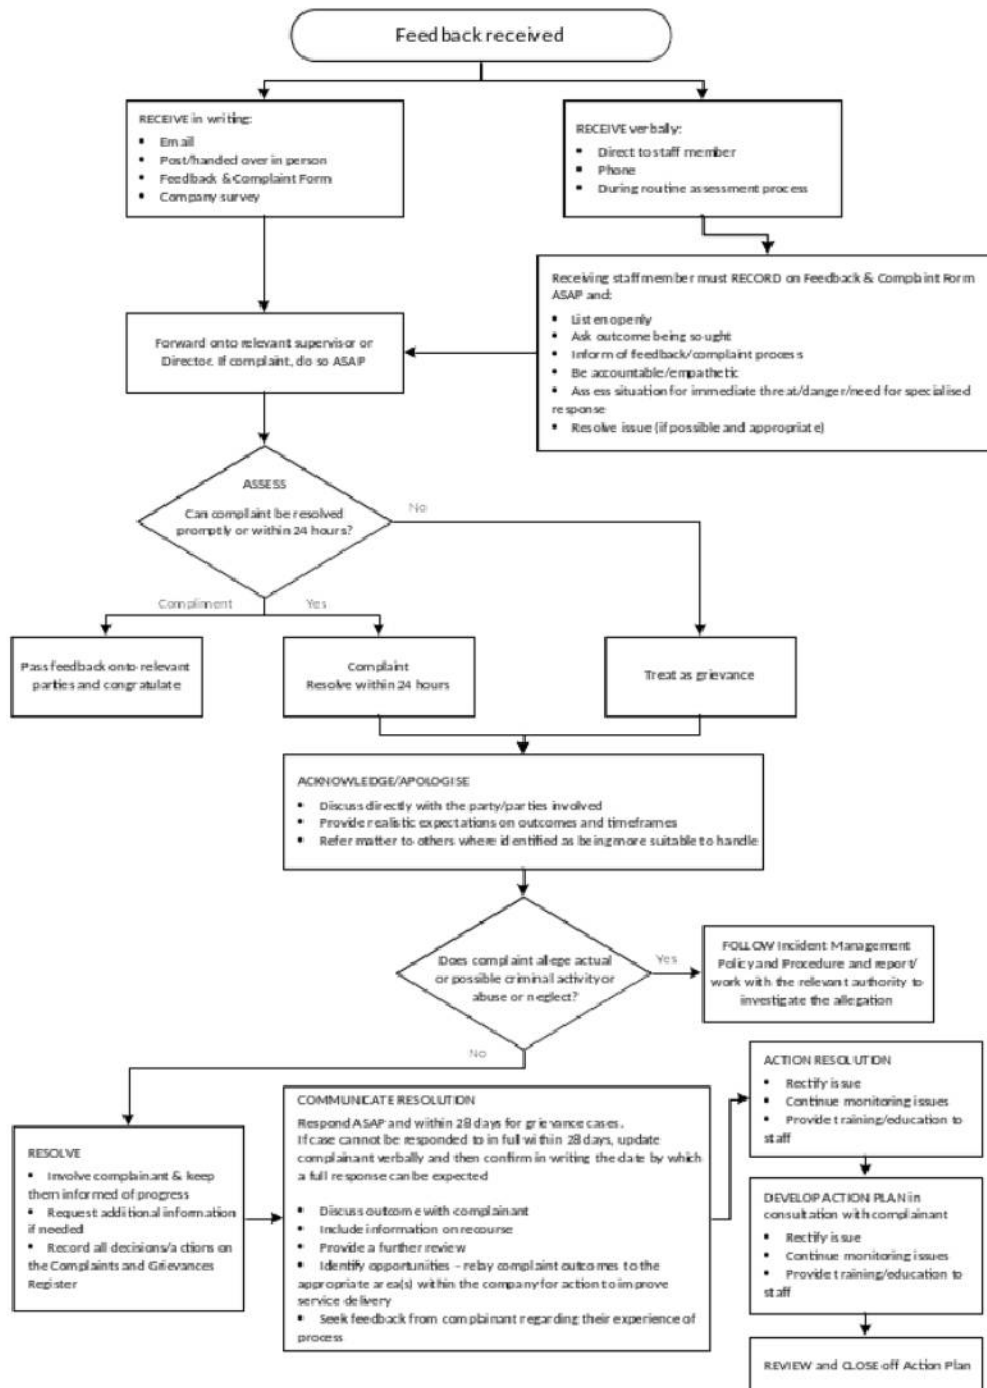 Feedback received
RECEIVE in writing:
▪ Email
▪ Post/handed over in person
▪ Feedback & Complaint Form
▪ Company survey
RECEIVE verbally:
▪ Direct to staff member
▪ Phone
▪ During routine assessment process
Receiving staff member must RECORD on Feedback & Complaint Form
ASAP and:
▪ Listen openly
▪ Ask outcome being sought
▪ Inform of feedback/complaint process
▪ Be accountable/empathetic
▪ Assess situation for immediate threat/danger/need for specialised
response
▪ Resolve issue (if possible and appropriate)
Forward onto relevant supervisor or
Director. If complaint, do so ASAP
ASSESS
Can complaint be resolved
promptly or within 24 hours?
No
Compliment
Yes
Pass feedback onto relevant
parties and congratulate
Complaint
Resolve within 24 hours
Treat as grievance
ACKNOWLEDGE/APOLOGISE
▪ Discuss directly with the party/parties involved
▪ Provide realistic expectations on outcomes and timeframes
▪ Refer matter to others where identified as being more suitable to handle
Does complaint allege actual
or possible criminal activity or
abuse or neglect?
Yes
FOLLOW Incident Management
Policy and Procedure and report/
work with the relevant authority to
investigate the allegation
No
RESOLVE
▪ Involve complainant & keep
them informed of progress
▪ Request additional information
if needed
▪ Record all decisions/actions on
the Complaints and Grievances
Register
COMMUNICATE RESOLUTION
Respond ASAP and within 28 days for grievance cases.
If case cannot be responded to in full within 28 days, update
complainant verbally and then confirm in writing the date by which
a full response can be expected
▪ Discuss outcome with complainant
▪ Include information on recourse
▪ Provide a further review
▪ Identify opportunities – relay complaint outcomes to the
appropriate area(s) within the company for action to improve
service delivery
▪ Seek feedback from complainant regarding their experience of
process
ACTION RESOLUTION
▪ Rectify issue
▪ Continue monitoring issues
▪ Provide training/education to
staff
DEVELOP ACTION PLAN in
consultation with complainant
▪ Rectify issue
▪ Continue monitoring issues
▪ Provide training/education to
staff
REVIEW and CLOSE-off Action Plan